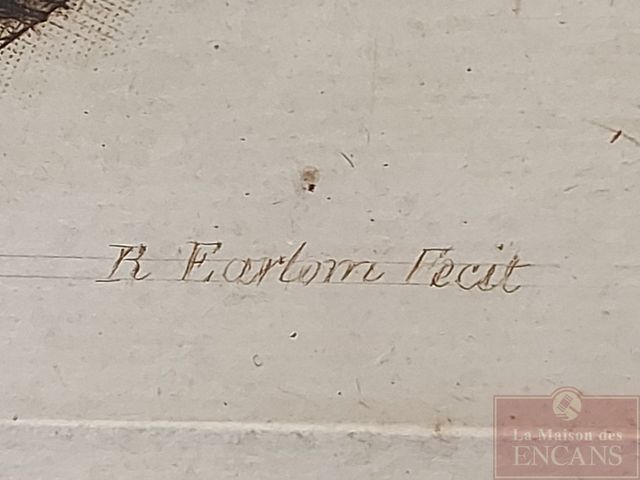 R Earlom Fecit
La Maison des
ENCANS